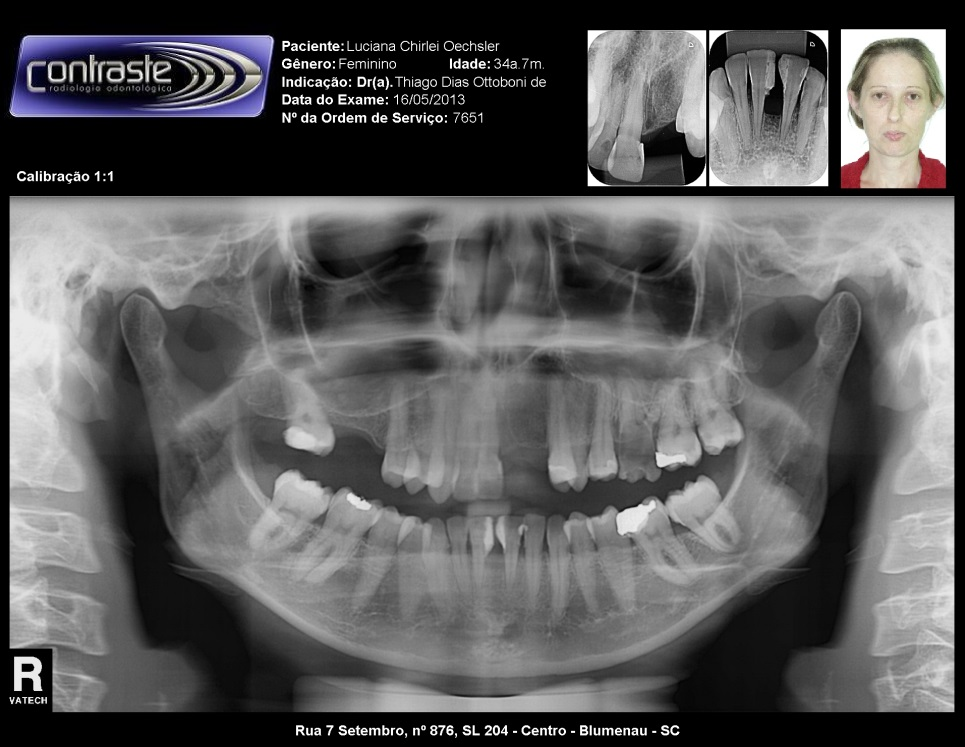 contraste
radiologia odontológica
Paciente: Luciana Chirlei Oechsler
Gênero: Feminino Idade: 34a.7m.
Indicação: Dr(a). Thiago Dias Ottoboni de
Data do Exame: 16/05/2013
Nº da Ordem de Serviço: 7651
Calibração 1:1
R
VATECH
Rua 7 Setembro, nº 876, SL 204 - Centro - Blumenau - SC